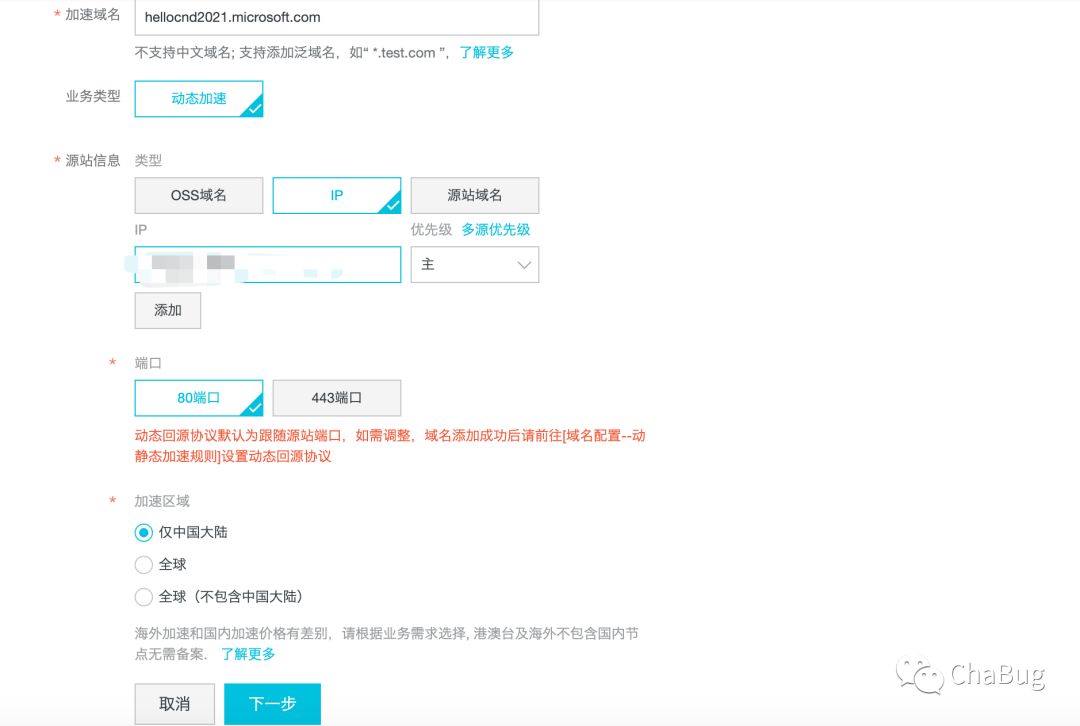 * 加速域名 hellocnd2021.microsoft.com
不支持中文域名; 支持添加泛域名，如“ *.test.com ”，了解更多
业务类型 动态加速
* 源站信息 类型
OSS域名 IP 源站域名
IP 优先级 多源优先级
主
添加
* 端口
80端口 443端口
动态回源协议默认为跟随源站端口，如需调整，域名添加成功后请前往[域名配置--动
静态加速规则]设置动态回源协议
* 加速区域
仅中国大陆
全球
全球（不包含中国大陆）
海外加速和国内加速价格有差别，请根据业务需求选择, 港澳台及海外不包含国内节
点无需备案. 了解更多
取消 下一步
ChaBug